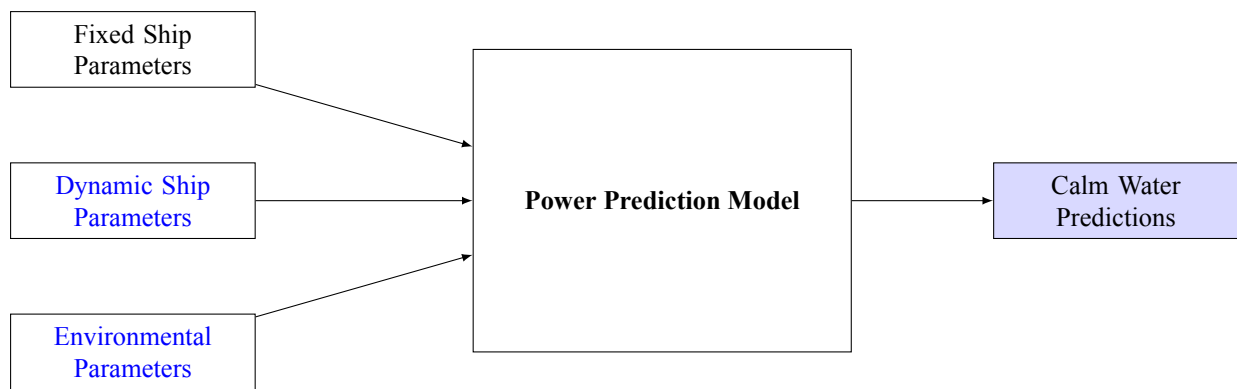 Fixed Ship
Parameters
Dynamic Ship
Parameters
Environmental
Parameters
Power Prediction Model
Calm Water
Predictions